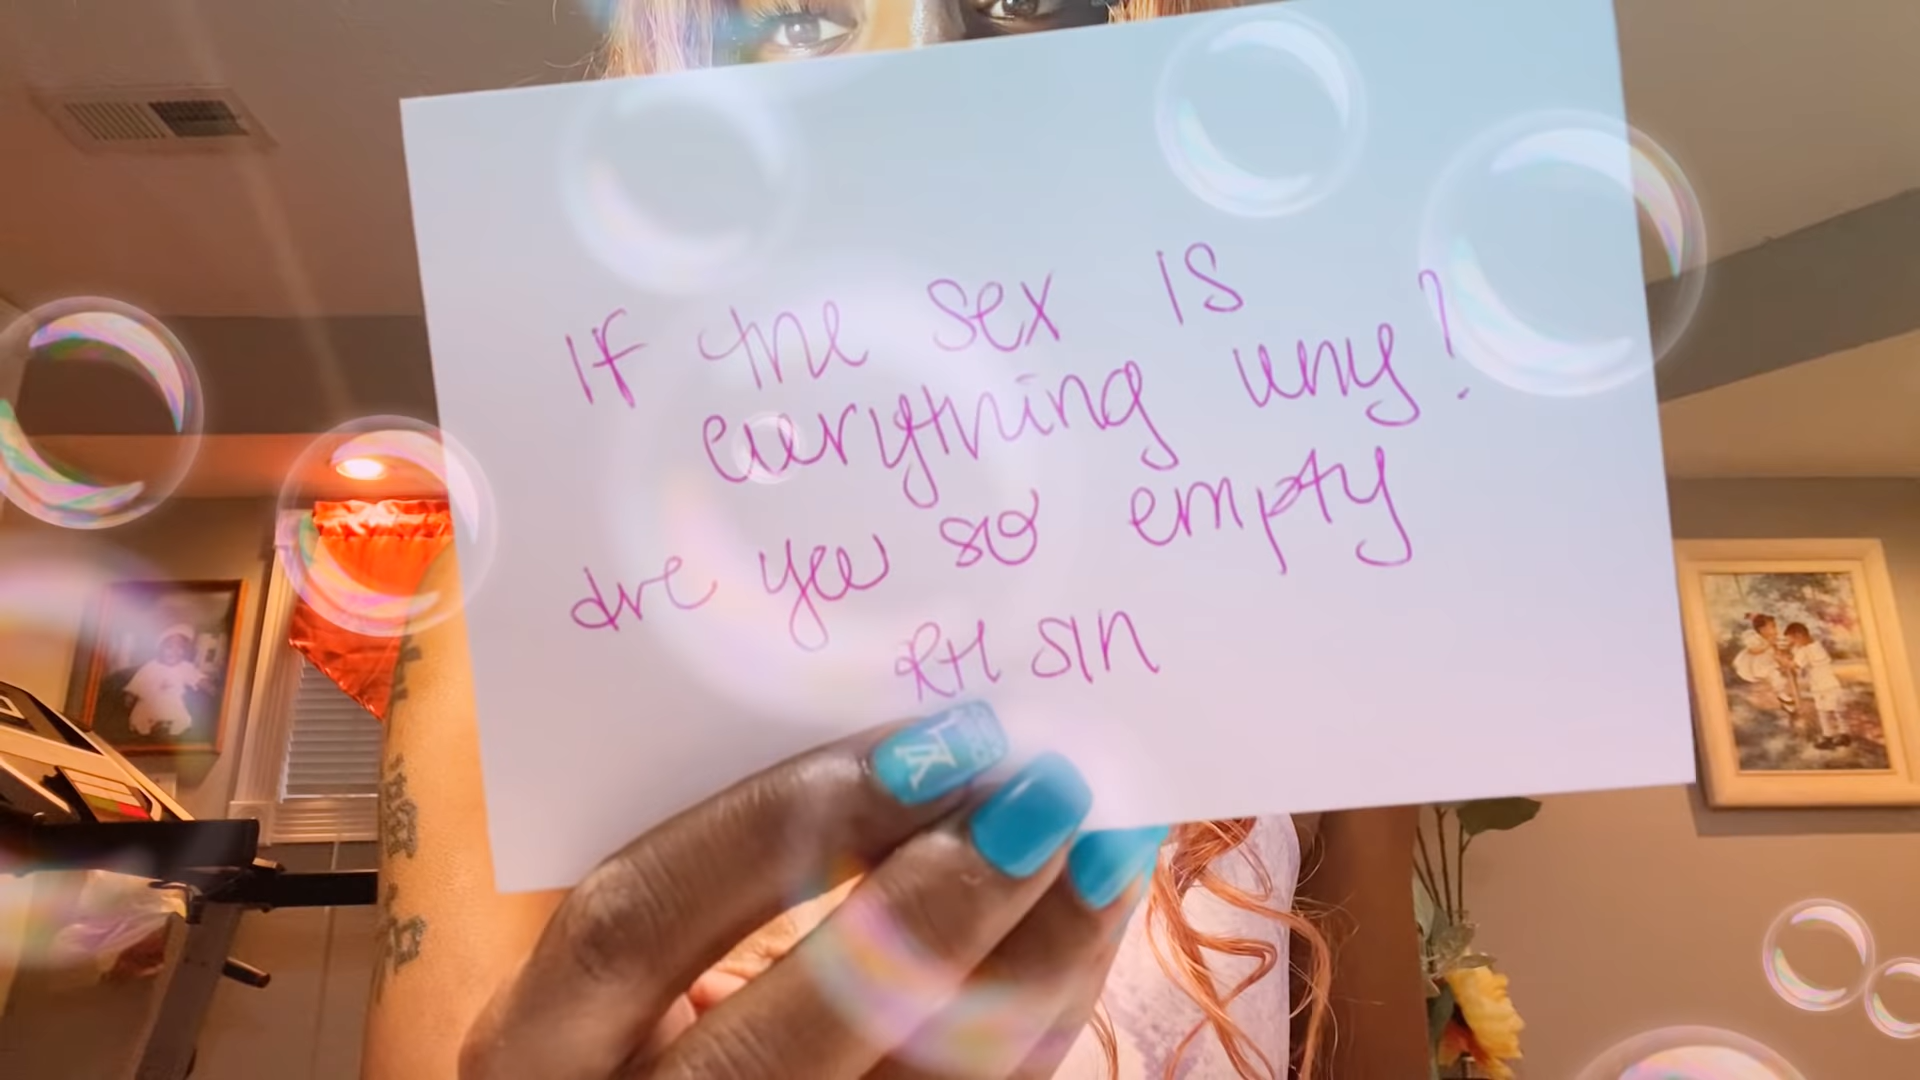 If the sex is
everything why?
are you so empty
RH SIN